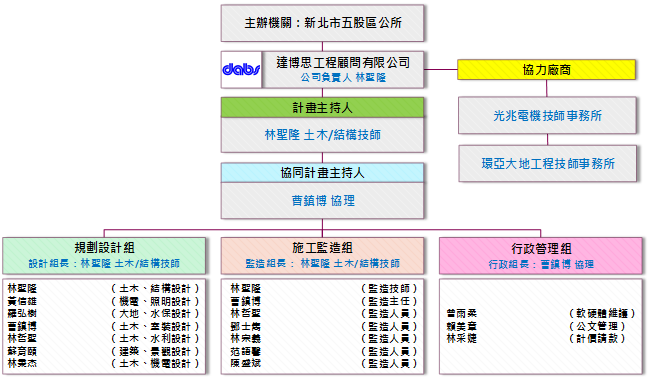 主辦機關：新北市五股區公所
dabs
達博思工程顧問有限公司
公司負責人 林聖隆
協力廠商
計畫主持人
林聖隆 土木/結構技師
光兆電機技師事務所
環亞大地工程技師事務所
協同計畫主持人
曹鎮博 協理
規劃設計組
設計組長：林聖隆 土木/結構技師
林聖隆 （土木、結構設計）
黃信雄 （機電、照明設計）
羅弘樹 （大地、水保設計）
曹鎮博 （土木、室裝設計）
林哲聖 （土木、水利設計）
蘇育頤 （建築、景觀設計）
林秉杰 （土木、機電設計）
施工監造組
監造組長： 林聖隆 土木/結構技師
林聖隆 （監造技師）
曹鎮博 （監造主任）
林哲聖 （監造人員）
鄧士雋 （監造人員）
林宗義 （監造人員）
范語馨 （監造人員）
陳盛斌 （監造人員）
行政管理組
行政組長：曹鎮博 協理
曾雨柔 （軟硬體維護）
賴美章 （公文管理）
林采婕 （計價請款）